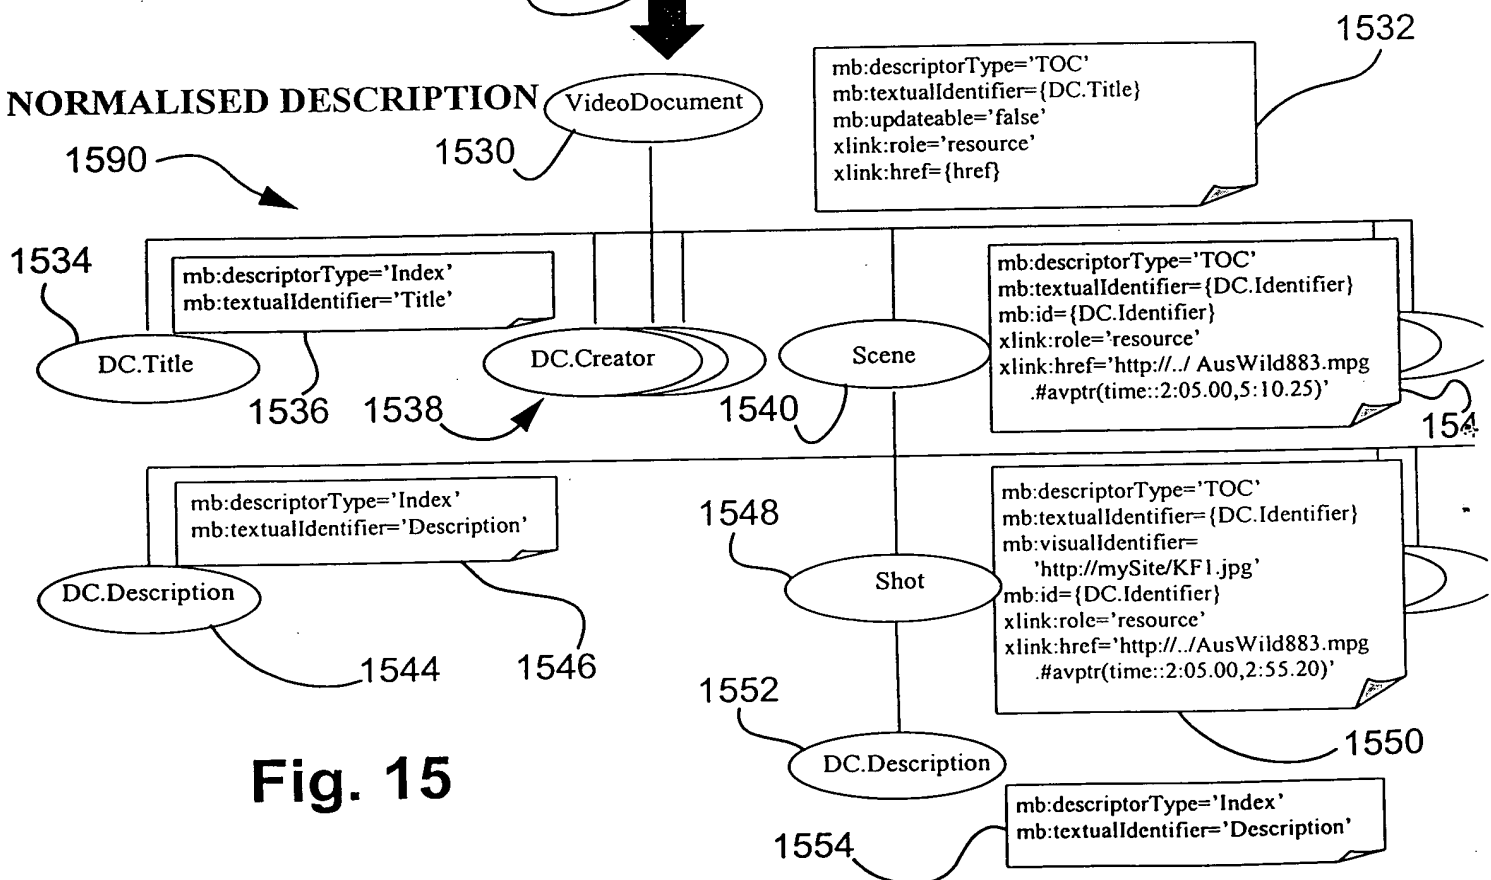 1532
mb:descriptorType='TOC'
mb:textualIdentifier={DC.Title}
mb:updateable='false'
xlink:role='resource'
xlink:href={href}
NORMALISED DESCRIPTION
VideoDocument
1530
1590
1534
mb:descriptorType='Index'
mb:textualIdentifier='Title'
DC.Title
1536
DC.Creator
1538
Scene
1540
mb:descriptorType='TOC'
mb:textualIdentifier={DC.Identifier}
mb:id={DC.Identifier}
xlink:role='resource'
xlink:href='http://../ AusWild883.mpg
.#avptr(time::2:05.00,5:10.25)'
mb:descriptorType='Index'
mb:textualIdentifier='Description'
DC.Description
1544
1546
1548
Shot
mb:descriptorType='TOC'
mb:textualIdentifier={DC.Identifier}
mb:visualIdentifier=
'http://mySite/KF1.jpg'
mb:id={DC.Identifier}
xlink:role='resource'
xlink:href='http://../AusWild883.mpg
.#avptr(time::2:05.00,2:55.20)'
1550
1552
DC.Description
mb:descriptorType='Index'
mb:textualIdentifier='Description'
1554
Fig. 15